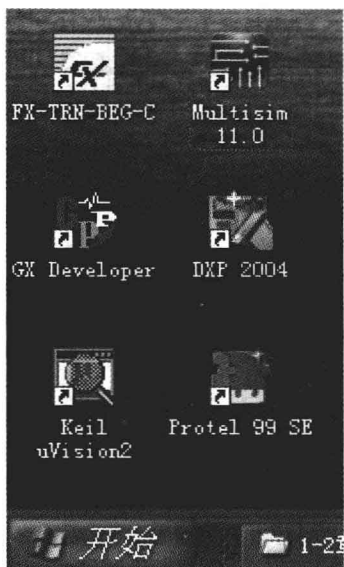 FX-TRN-BEG-C
Multisim
11.0
GX Developer
DXP 2004
Keil
uVision2
Protel 99 SE
开始
1-2